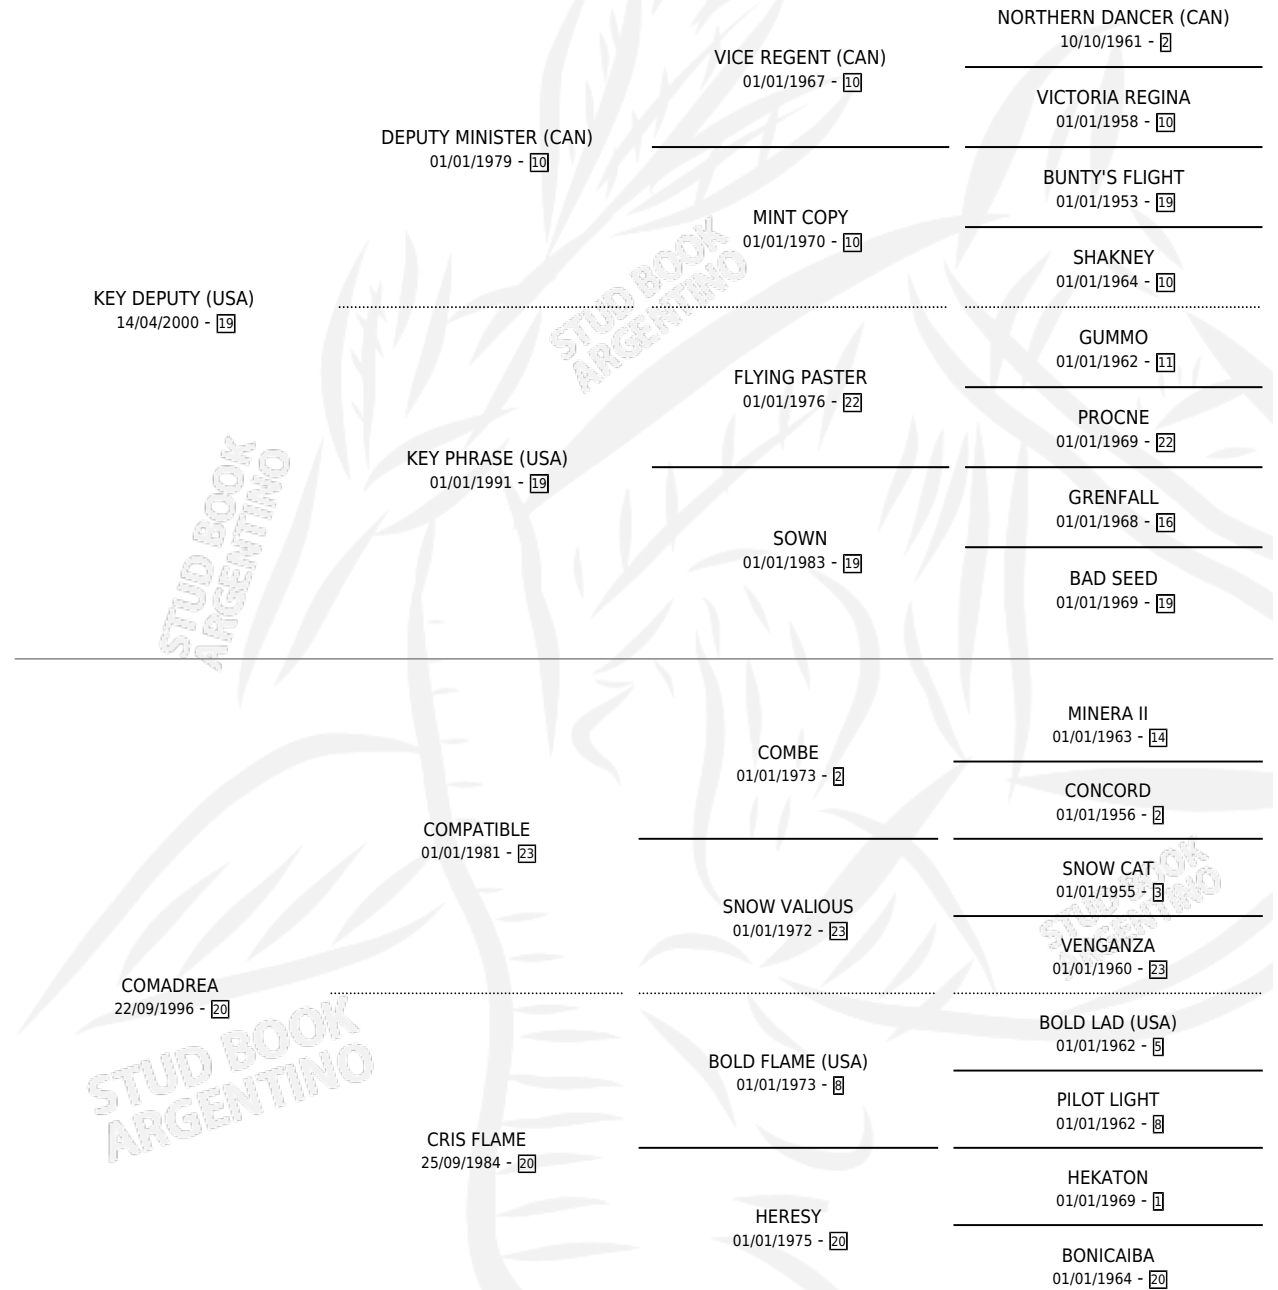 NORTHERN DANCER (CAN)
10/10/1961 - 2
VICE REGENT (CAN)
01/01/1967 - 10
VICTORIA REGINA
01/01/1958 - 10
DEPUTY MINISTER (CAN)
01/01/1979 - 10
BUNTY'S FLIGHT
01/01/1953 - 19
MINT COPY
01/01/1970 - 10
SHAKNEY
01/01/1964 - 10
KEY DEPUTY (USA)
14/04/2000 - 19
GUMMO
01/01/1962 - 11
FLYING PASTER
01/01/1976 - 22
PROCNE
01/01/1969 - 22
KEY PHRASE (USA)
01/01/1991 - 19
GRENFALL
01/01/1968 - 16
SOWN
01/01/1983 - 19
BAD SEED
01/01/1969 - 19
STUD BOOK
ARGENTINO
STUD BOOK
ARGENTINO
MINERA II
01/01/1963 - 14
COMBE
01/01/1973 - 2
CONCORD
01/01/1956 - 2
COMPATIBLE
01/01/1981 - 23
SNOW CAT
01/01/1955 - 3
SNOW VALIOUS
01/01/1972 - 23
VENGANZA
01/01/1960 - 23
STUD BOOK
ARGENTINO
COMADREA
22/09/1996 - 20
BOLD LAD (USA)
01/01/1962 - 5
BOLD FLAME (USA)
01/01/1973 - 8
PILOT LIGHT
01/01/1962 - 8
STUD BOOK
ARGENTINO
CRIS FLAME
25/09/1984 - 20
HEKATON
01/01/1969 - 1
HERESY
01/01/1975 - 20
BONICAIBA
01/01/1964 - 20